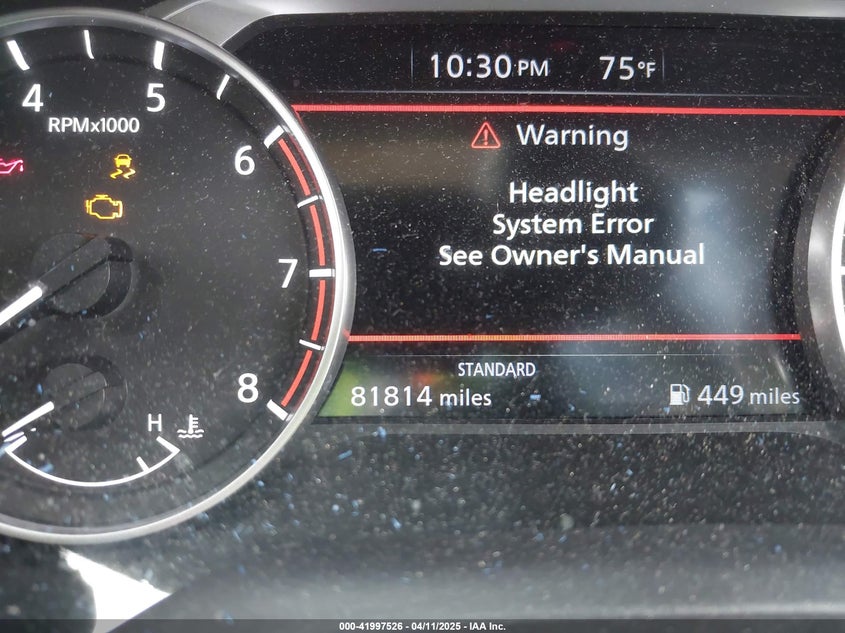 10:30 PM 75°F
4 5
RPMx1000
6
Warning
Headlight
System Error
See Owner's Manual
7
STANDARD
8
81814 miles 449 miles
H
000-41997526 - 04/11/2025 - IAA Inc.